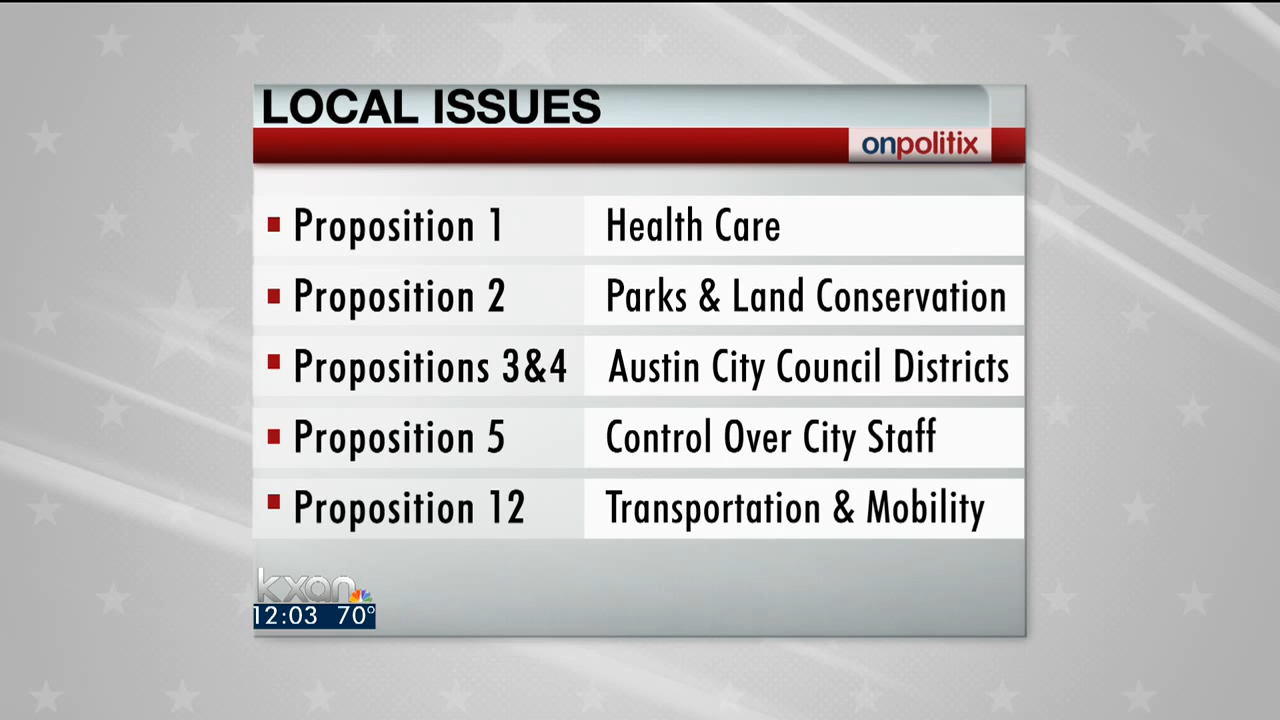 LOCAL ISSUES
onpolitix
Proposition 1 Health Care
Proposition 2 Parks & Land Conservation
Propositions 3&4 Austin City Council Districts
Proposition 5 Control Over City Staff
Proposition 12 Transportation & Mobility
kxan
12:03 70°